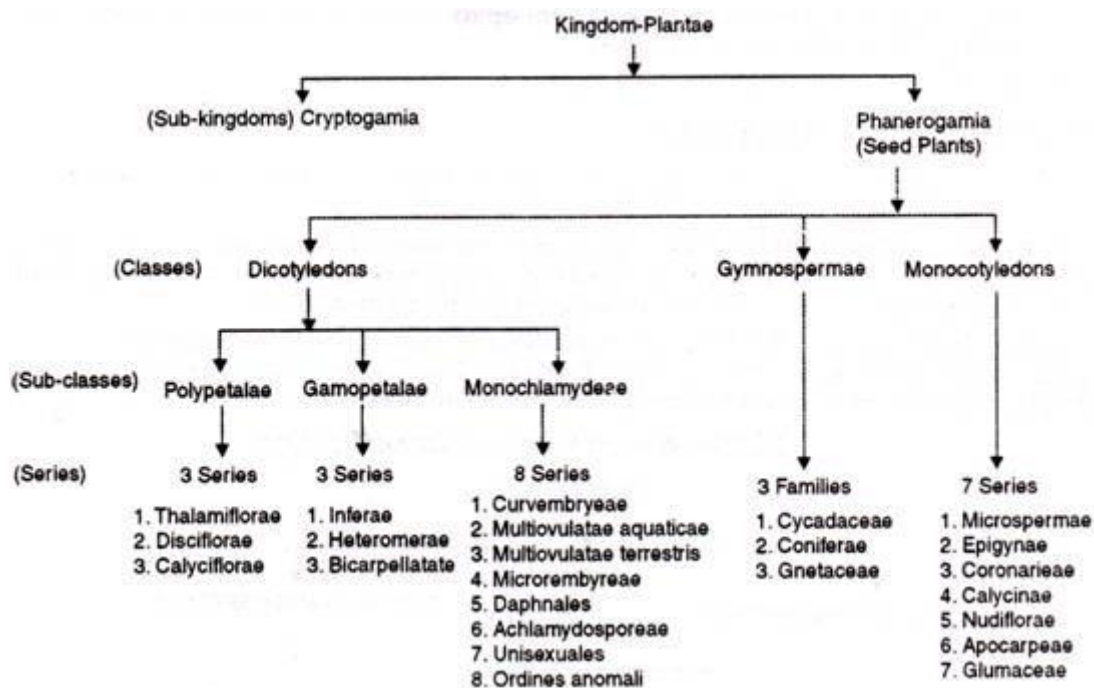 Kingdom-Plantae
(Sub-kingdoms) Cryptogamia
Phanerogamia
(Seed Plants)
(Classes) Dicotyledons Gymnospermae Monocotyledons
(Sub-classes) Polypetalae Gamopetalae Monochlamydeae
(Series) 3 Series 3 Series 8 Series 3 Families 7 Series
1. Thalamiflorae
2. Disciflorae
3. Calyciflorae
1. Inferae
2. Heteromerae
3. Bicarpellatate
1. Curvembryeae
2. Multiovulatae aquaticae
3. Multiovulatae terrestris
4. Microrembyreae
5. Daphnales
6. Achlamydosporeae
7. Unisexuales
8. Ordines anomali
1. Cycadaceae
2. Coniferae
3. Gnetaceae
1. Microspermae
2. Epigynae
3. Coronarieae
4. Calycinae
5. Nudiflorae
6. Apocarpeae
7. Glumaceae